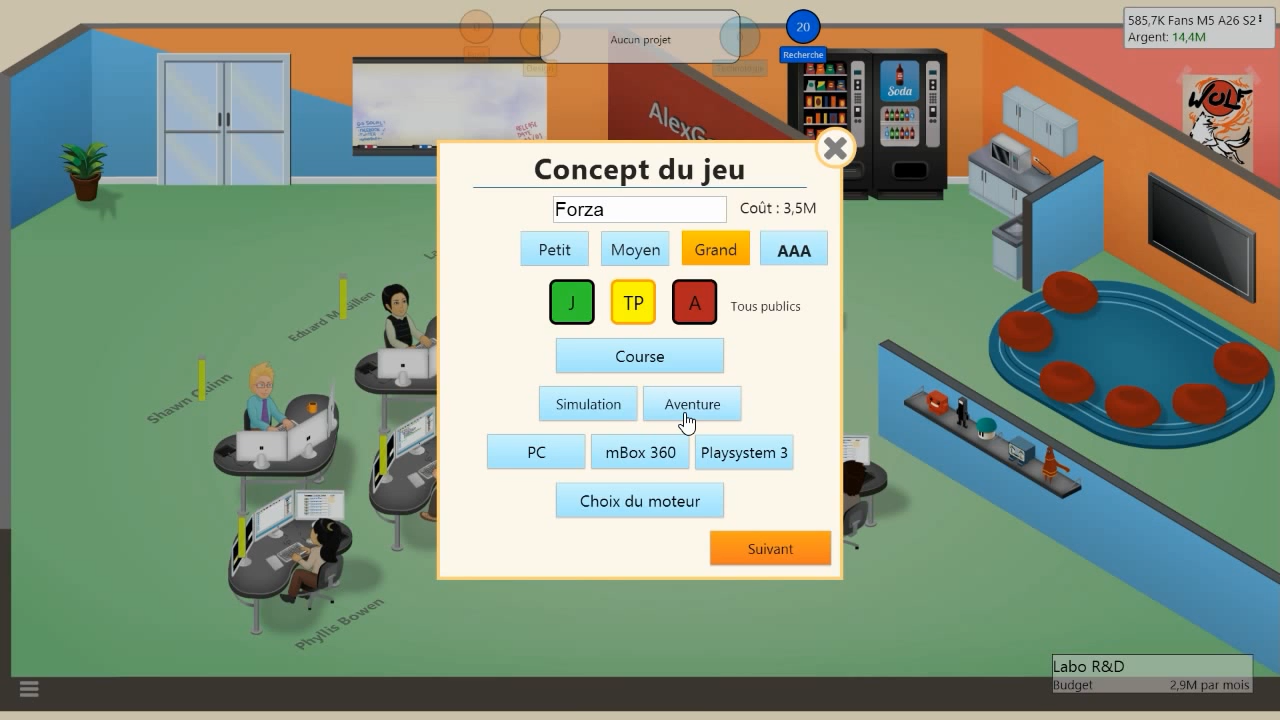 585,7K Fans M5 A26 S2
Argent: 14,4M
Aucun projet
20
Recherche
Soda
WOLF
AlexG
Concept du jeu
Forza
Coût : 3,5M
Petit
Moyen
Grand
AAA
J
TP
A
Tous publics
Course
Simulation
Aventure
PC
mBox 360
Playsystem 3
Choix du moteur
Suivant
Shawn Quinn
Phyllis Bowen
Labo R&D
Budget 2,9M par mois